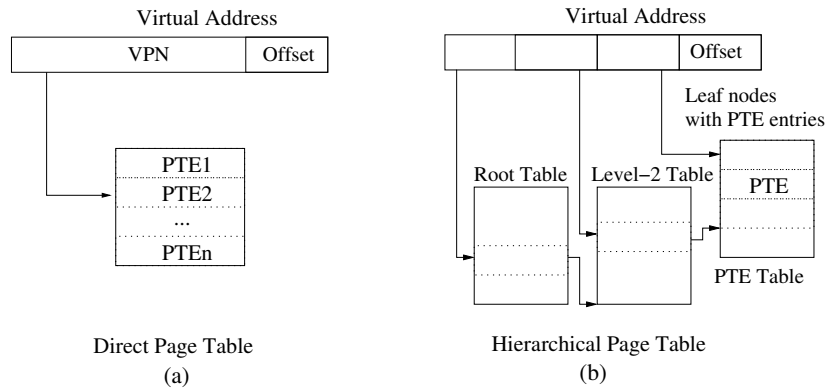 Virtual Address
VPN
Offset
PTE1
PTE2
...
PTEn
Direct Page Table
(a)
Virtual Address
Offset
Leaf nodes
with PTE entries
Root Table
Level-2 Table
PTE
PTE Table
Hierarchical Page Table
(b)